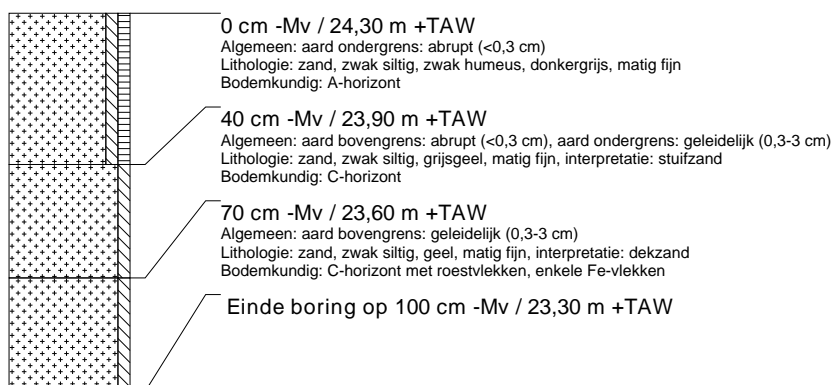 0 cm -Mv / 24,30 m +TAW
Algemeen: aard ondergrens: abrupt (<0,3 cm)
Lithologie: zand, zwak siltig, zwak humeus, donkergrijs, matig fijn
Bodemkundig: A-horizont
40 cm -Mv / 23,90 m +TAW
Algemeen: aard bovengrens: abrupt (<0,3 cm), aard ondergrens: geleidelijk (0,3-3 cm)
Lithologie: zand, zwak siltig, grijsgeel, matig fijn, interpretatie: stuifzand
Bodemkundig: C-horizont
70 cm -Mv / 23,60 m +TAW
Algemeen: aard bovengrens: geleidelijk (0,3-3 cm)
Lithologie: zand, zwak siltig, geel, matig fijn, interpretatie: dekzand
Bodemkundig: C-horizont met roestvlekken, enkele Fe-vlekken
Einde boring op 100 cm -Mv / 23,30 m +TAW